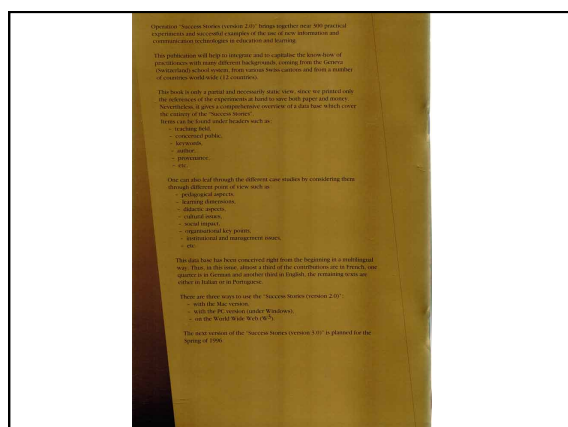 Operation "Success Stories (version 2.0)" brings together near 300 practical
experiments and successful examples of the use of new information and
communication technologies in education and learning.
This publication will help to integrate and to capitalise the know-how of
practitioners with many different backgrounds, coming from the Geneva
(Switzerland) school system, from various Swiss cantons and from a number
of countries world-wide (12 countries).
This book is only a partial and necessarily static view, since we printed only
the references of the experiments at hand to save both paper and money.
Nevertheless, it gives a comprehensive overview of a data base which cover
the entirety of the "Success Stories"
Items can be found under headers such as:
- teaching field,
- concerned public,
- keywords,
- author,
- provenance,
- etc.
One can also leaf through the different case studies by considering them
through different point of view such as:
- pedagogical aspects,
- learning dimensions,
- didactic aspects,
- cultural issues,
- social impact,
- organisational key points,
- institutional and management issues,
- etc.
This data base has been conceived right from the beginning in a multilingual
way. Thus, in this issue, almost a third of the contributions are in French, one
quarter is in German and another third in English, the remaining texts are
either in Italian or in Portuguese.
There are three ways to use the "Success Stories (version 2.0)" :
- with the Mac version,
- with the PC version (under Windows),
- on the World Wide Web (W3).
The next version of the "Success Stories (version 3.0)" is planned for the
Spring of 1996